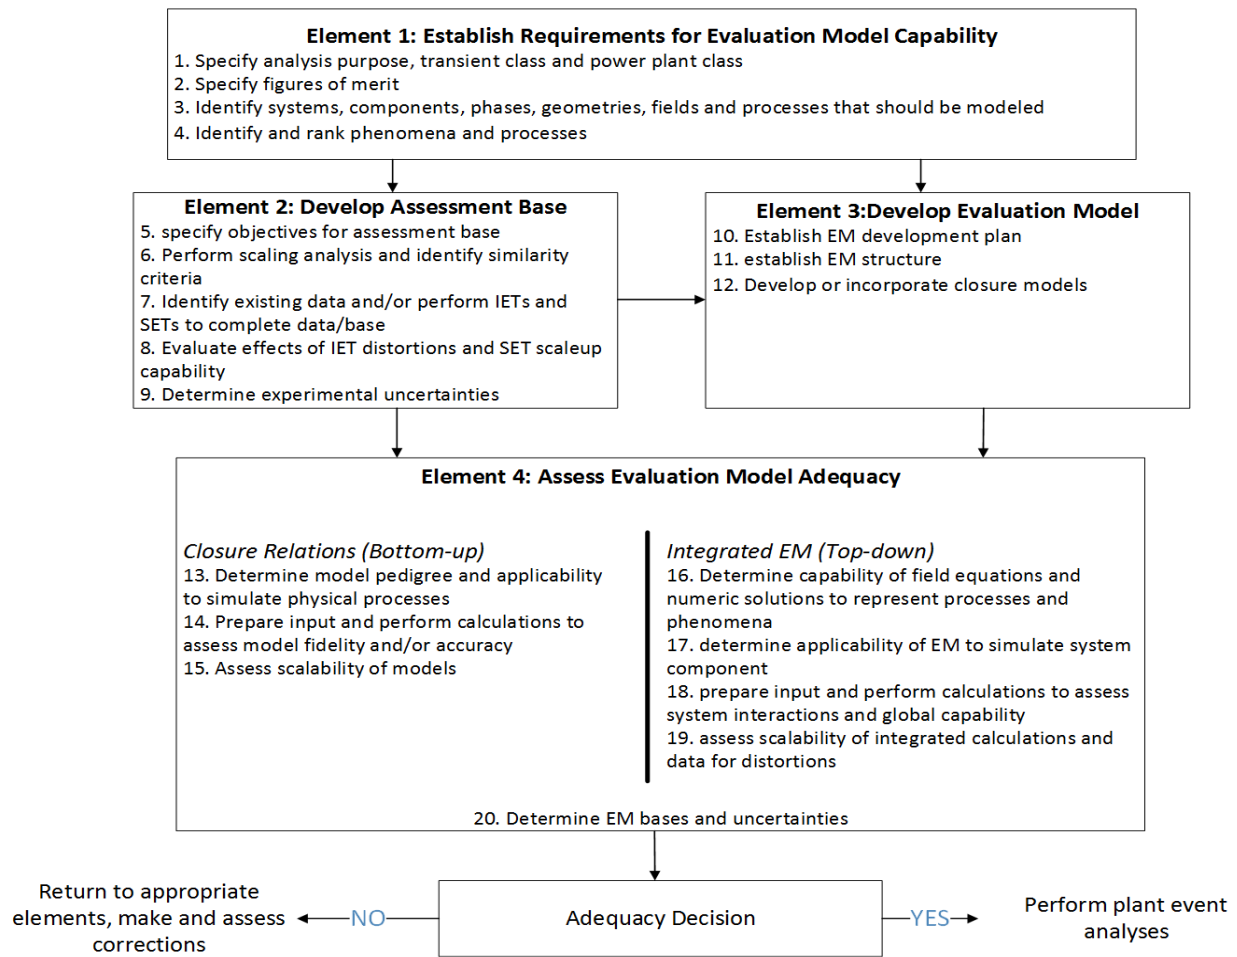 Element 1: Establish Requirements for Evaluation Model Capability
1. Specify analysis purpose, transient class and power plant class
2. Specify figures of merit
3. Identify systems, components, phases, geometries, fields and processes that should be modeled
4. Identify and rank phenomena and processes
Element 2: Develop Assessment Base
5. specify objectives for assessment base
6. Perform scaling analysis and identify similarity
criteria
7. Identify existing data and/or perform IETs and
SETs to complete data/base
8. Evaluate effects of IET distortions and SET scaleup
capability
9. Determine experimental uncertainties
Element 3:Develop Evaluation Model
10. Establish EM development plan
11. establish EM structure
12. Develop or incorporate closure models
Element 4: Assess Evaluation Model Adequacy
Closure Relations (Bottom-up)
13. Determine model pedigree and applicability
to simulate physical processes
14. Prepare input and perform calculations to
assess model fidelity and/or accuracy
15. Assess scalability of models
Integrated EM (Top-down)
16. Determine capability of field equations and
numeric solutions to represent processes and
phenomena
17. determine applicability of EM to simulate system
component
18. prepare input and perform calculations to assess
system interactions and global capability
19. assess scalability of integrated calculations and
data for distortions
20. Determine EM bases and uncertainties
Return to appropriate
elements, make and assess
corrections
NO
Adequacy Decision
YES
Perform plant event
analyses